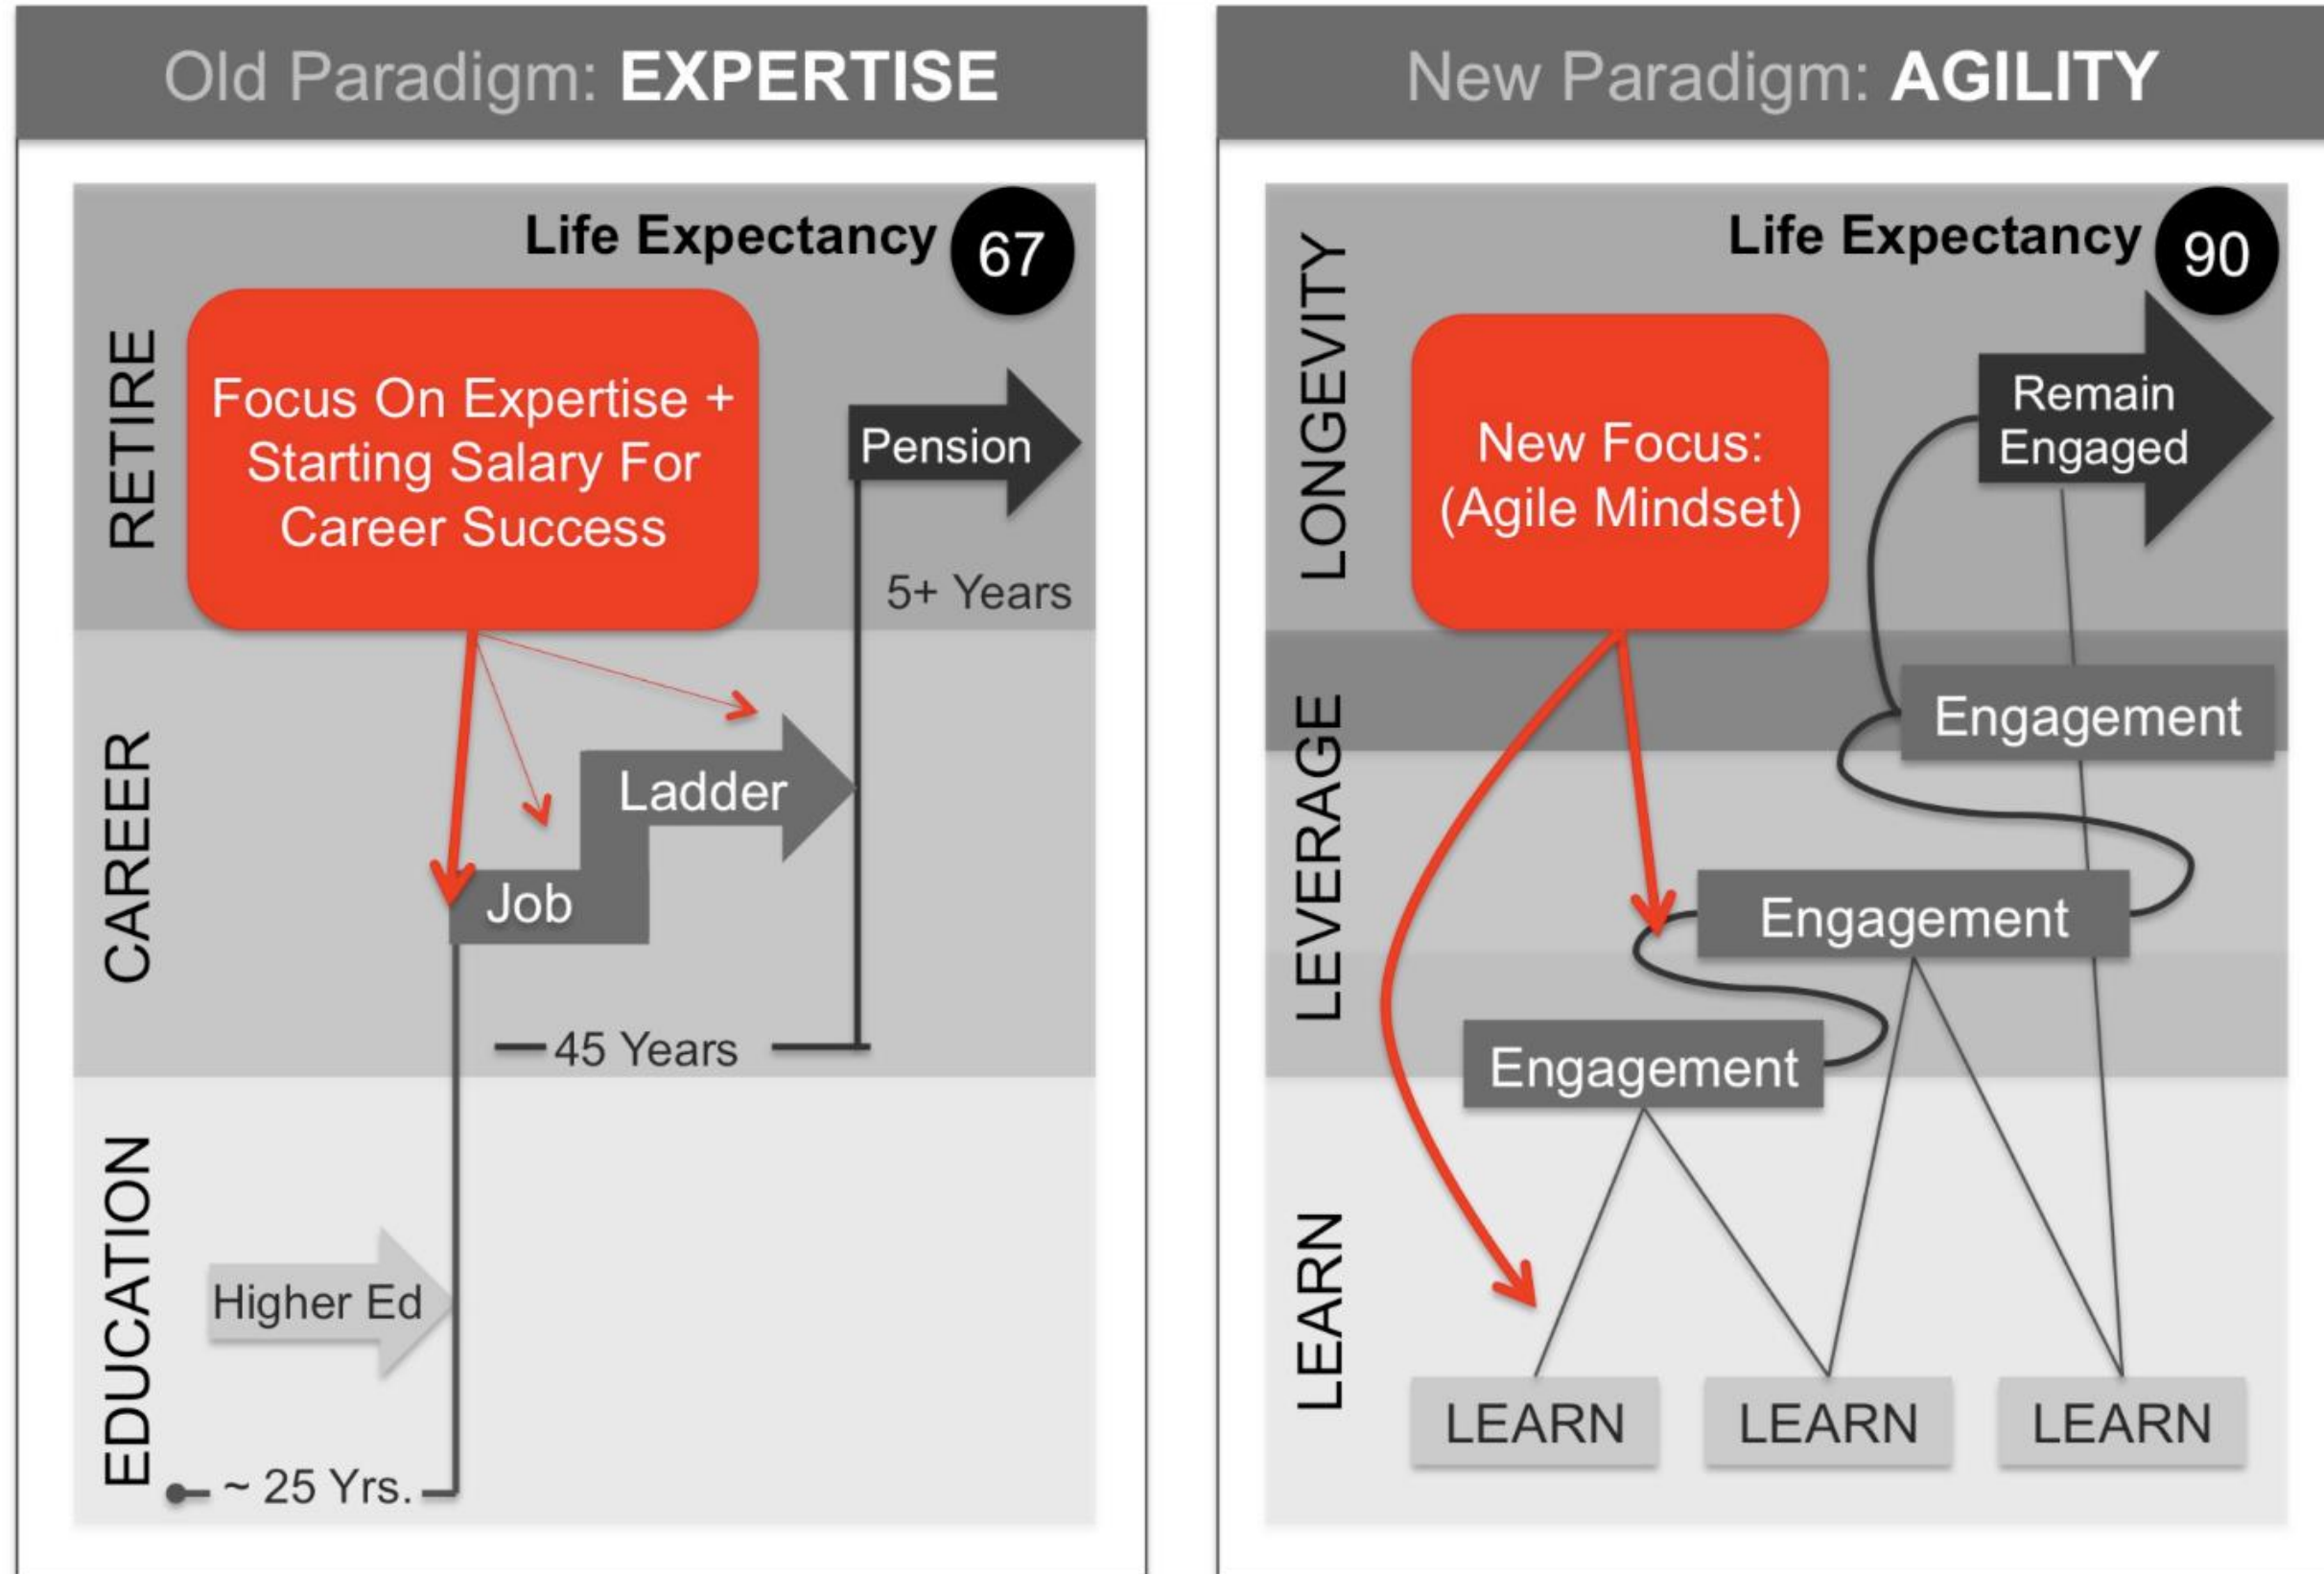 Old Paradigm: EXPERTISE
Life Expectancy 67
RETIRE
Focus On Expertise +
Starting Salary For
Career Success
Pension
5+ Years
CAREER
Ladder
Job
45 Years
EDUCATION
Higher Ed
~ 25 Yrs.
New Paradigm: AGILITY
Life Expectancy 90
LONGEVITY
New Focus:
(Agile Mindset)
Remain
Engaged
LEVERAGE
Engagement
Engagement
Engagement
LEARN
LEARN
LEARN
LEARN